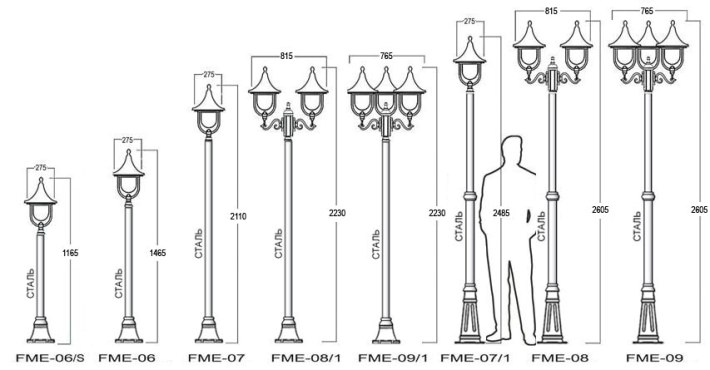 275
1165
СТАЛЬ
FME-06/S
275
1465
СТАЛЬ
FME-06
275
2110
СТАЛЬ
FME-07
815
2230
СТАЛЬ
FME-08/1
765
2230
СТАЛЬ
FME-09/1
275
2485
СТАЛЬ
FME-07/1
815
2605
СТАЛЬ
FME-08
765
2605
СТАЛЬ
FME-09